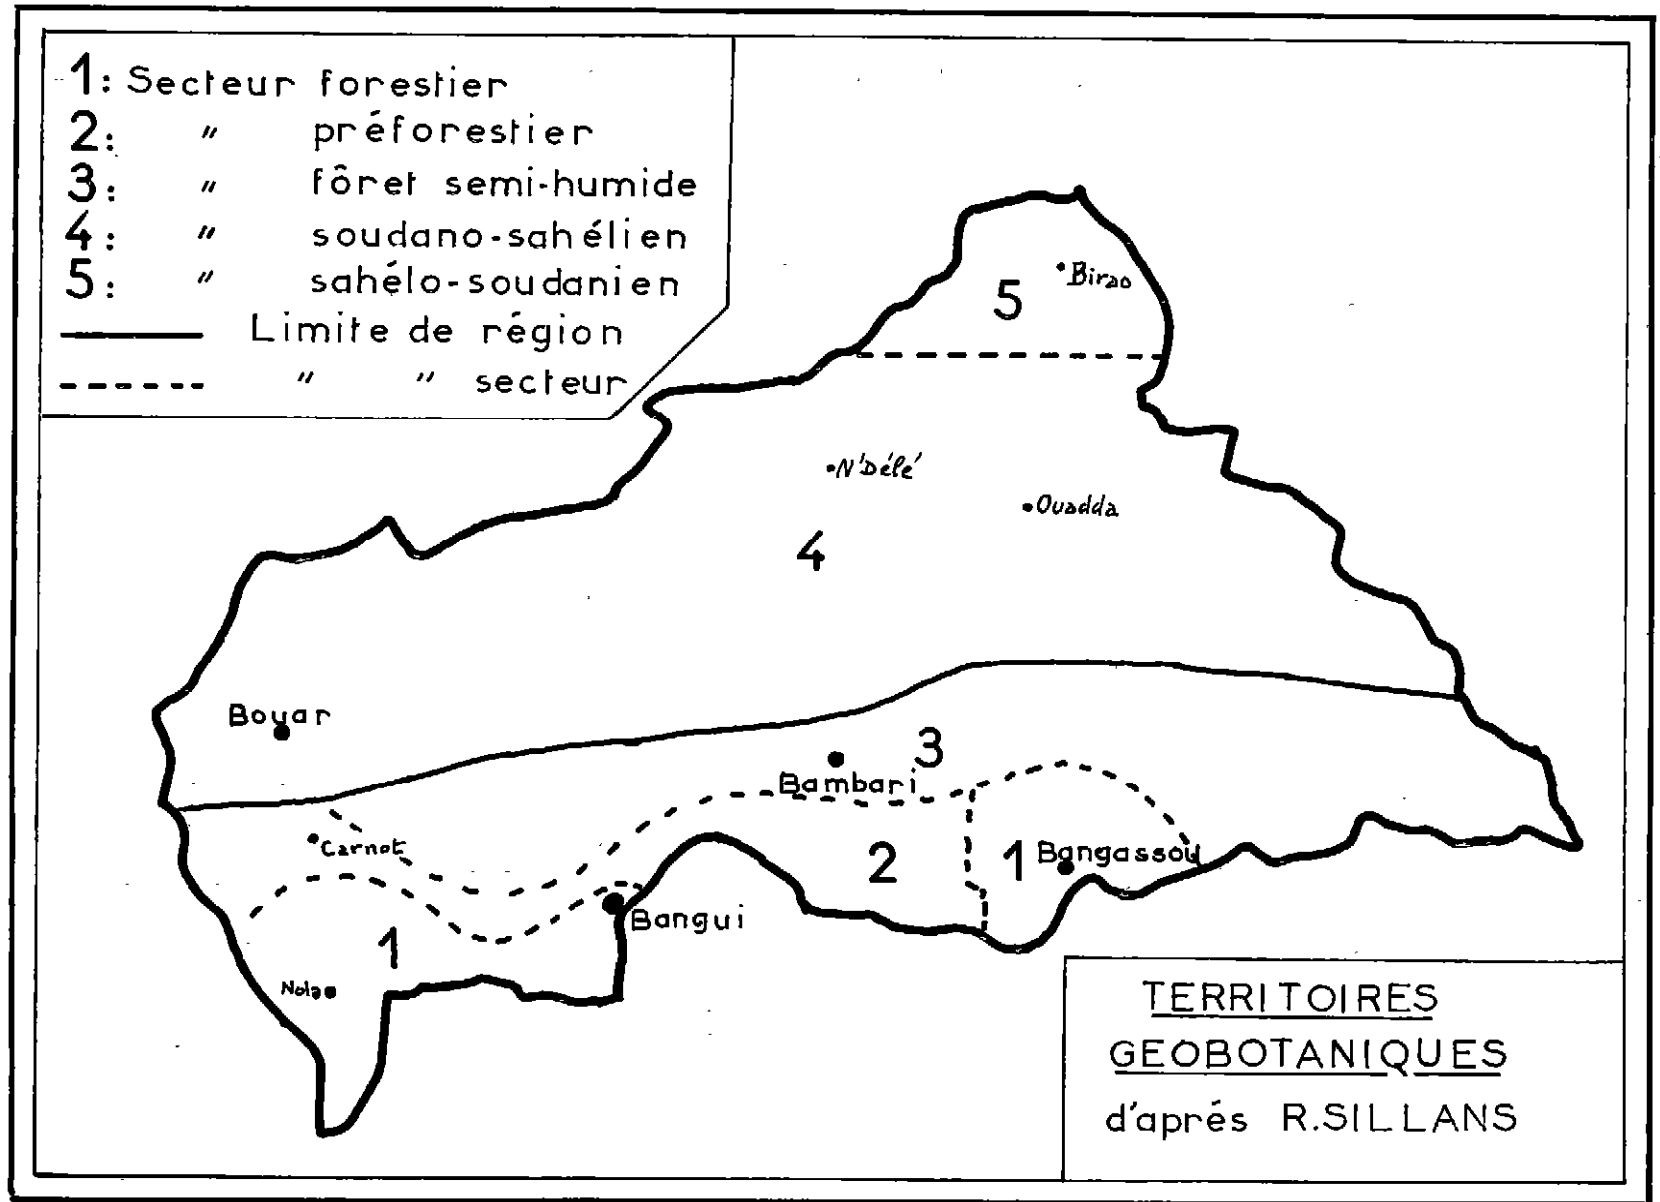 1: Secteur forestier
2: " préforestier
3: " fôret semi-humide
4: " soudano-sahélien
5: " sahélo-soudanien
Limite de région
" " secteur
Birao
5
N'Délé
Ouadda
4
Bouar
3
Bambari
Carnot
2
1
Bangassou
Bangui
1
Nola
TERRITOIRES
GEOBOTANIQUES
d'aprés R.SILLANS